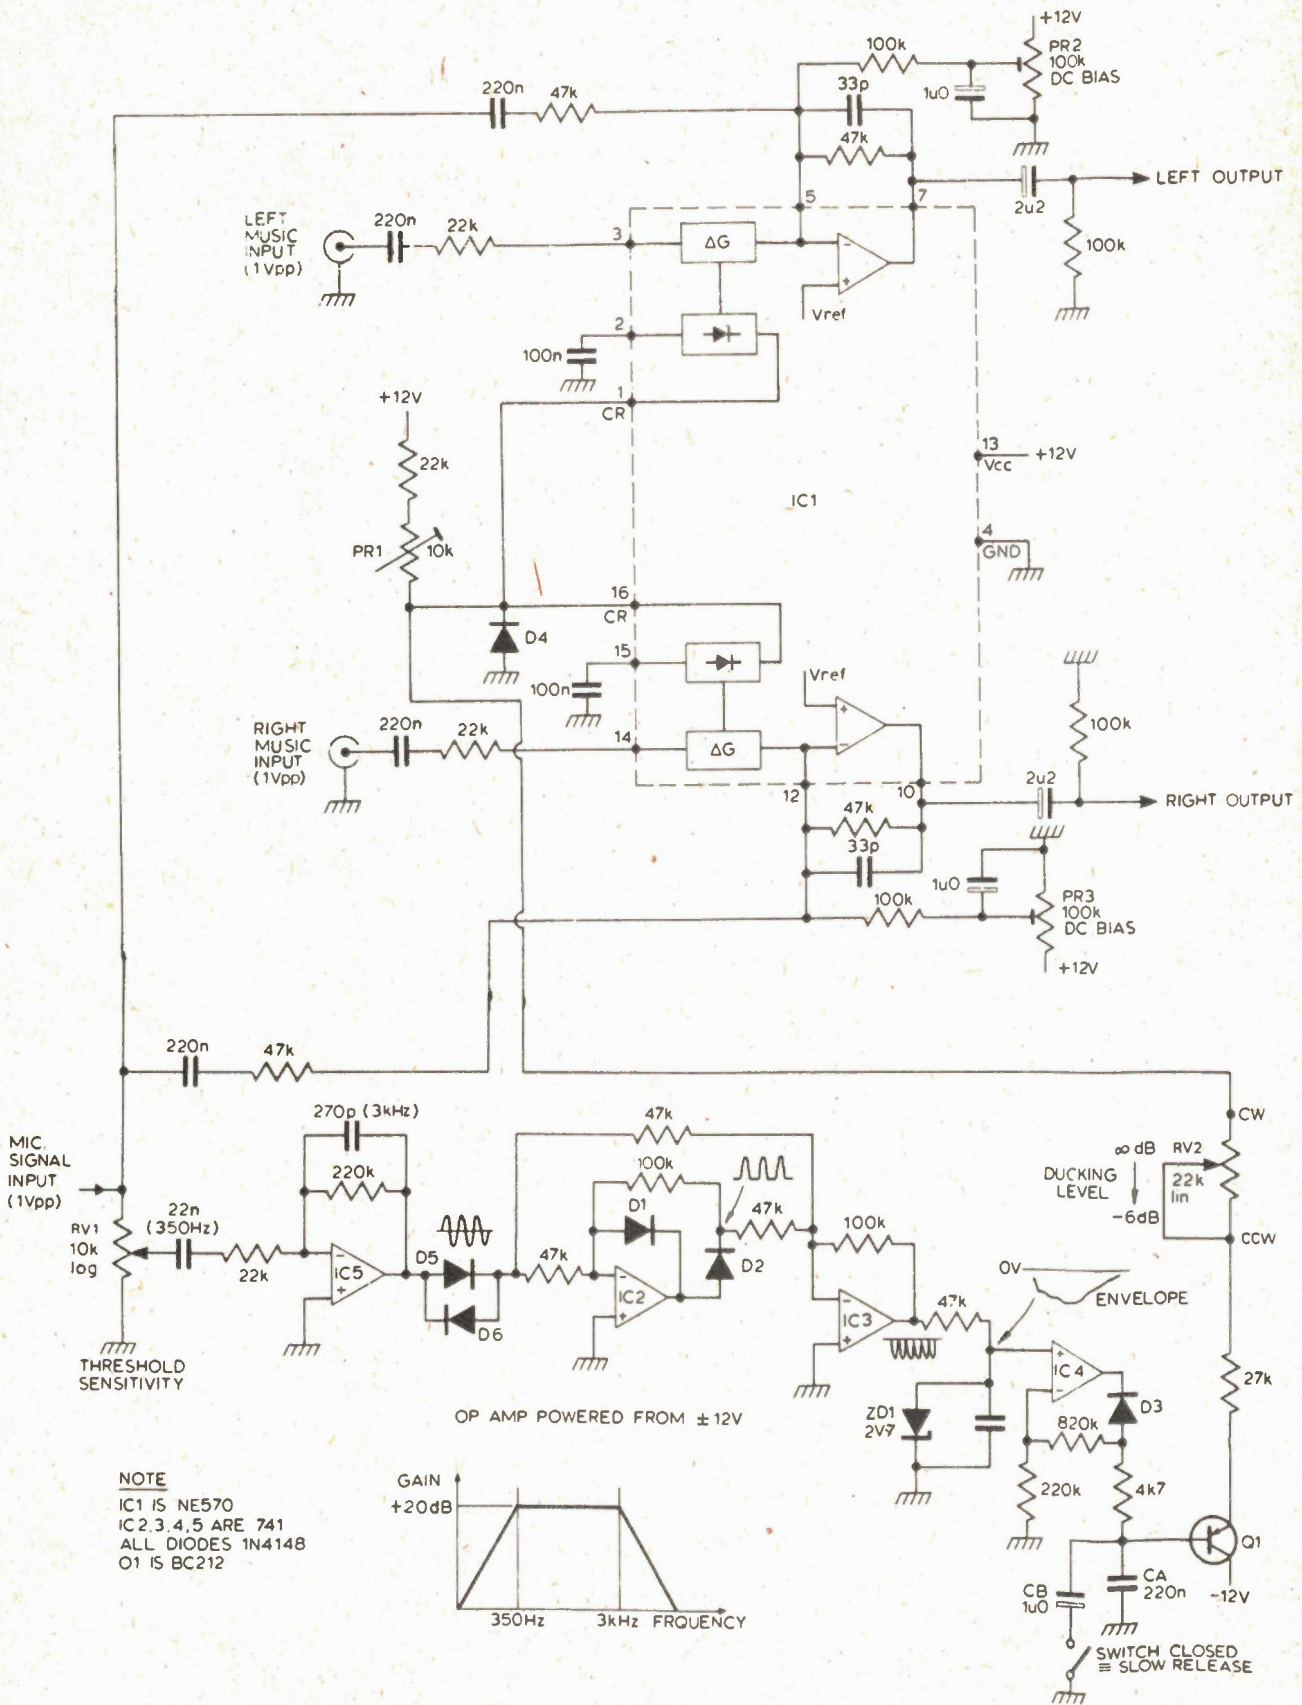 +12V
PR2
100k
DC BIAS
100k
1u0
33p
47k
220n
47k
LEFT OUTPUT
2u2
100k
5
7
LEFT
MUSIC
INPUT
(1Vpp)
220n
22k
3
ΔG
-
+
Vref
2
100n
1
CR
+12V
22k
PR1
10k
13
Vcc
+12V
IC1
4
GND
16
CR
D4
15
100n
Vref
+
-
RIGHT
MUSIC
INPUT
(1Vpp)
220n
22k
14
ΔG
100k
12
10
2u2
RIGHT OUTPUT
47k
33p
1u0
100k
PR3
100k
DC BIAS
+12V
220n
47k
MIC.
SIGNAL
INPUT
(1Vpp)
270p (3kHz)
220k
RV1
10k
log
22n
(350Hz)
22k
-
+
IC5
THRESHOLD
SENSITIVITY
D5
D6
47k
100k
D1
47k
-
+
IC2
D2
47k
100k
-
+
IC3
47k
0V
ENVELOPE
CW
∞ dB
RV2
22k
lin
DUCKING
LEVEL
-6dB
CCW
ZD1
2V7
+
-
IC4
D3
820k
220k
4k7
27k
Q1
-12V
CA
220n
CB
1u0
SWITCH CLOSED
≡ SLOW RELEASE
OP AMP POWERED FROM ±12V
NOTE
IC1 IS NE570
IC2,3,4,5 ARE 741
ALL DIODES 1N4148
O1 IS BC212
GAIN
+20dB
350Hz
3kHz
FRQUENCY